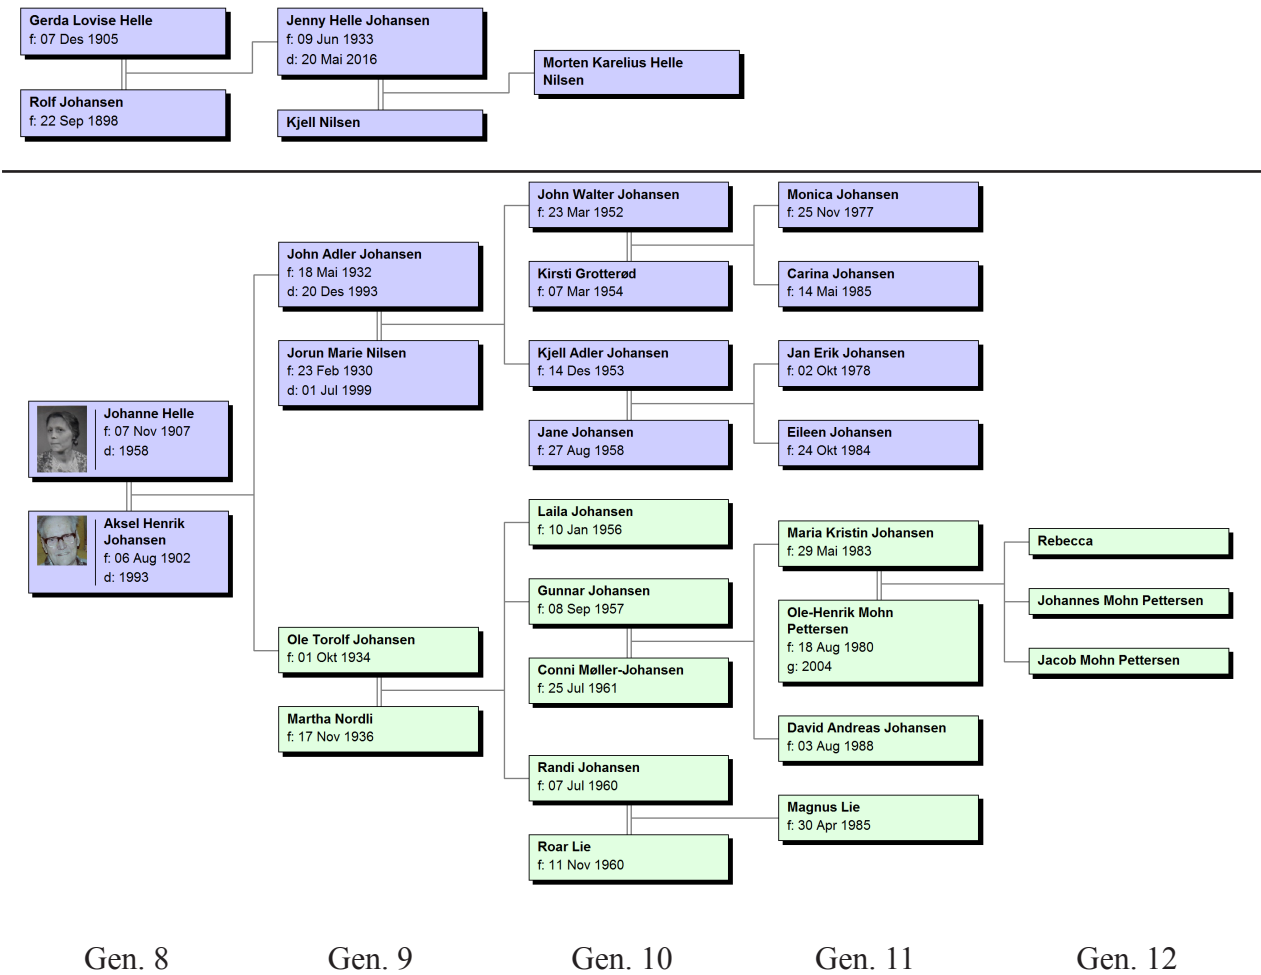 Gerda Lovise Helle
f: 07 Des 1905
Rolf Johansen
f: 22 Sep 1898
Jenny Helle Johansen
f: 09 Jun 1933
d: 20 Mai 2016
Kjell Nilsen
Morten Karelius Helle
Nilsen
Johanne Helle
f: 07 Nov 1907
d: 1958
Aksel Henrik
Johansen
f: 06 Aug 1902
d: 1993
John Adler Johansen
f: 18 Mai 1932
d: 20 Des 1993
Jorun Marie Nilsen
f: 23 Feb 1930
d: 01 Jul 1999
Ole Torolf Johansen
f: 01 Okt 1934
Martha Nordli
f: 17 Nov 1936
John Walter Johansen
f: 23 Mar 1952
Kirsti Grotterød
f: 07 Mar 1954
Kjell Adler Johansen
f: 14 Des 1953
Jane Johansen
f: 27 Aug 1958
Laila Johansen
f: 10 Jan 1956
Gunnar Johansen
f: 08 Sep 1957
Conni Møller-Johansen
f: 25 Jul 1961
Randi Johansen
f: 07 Jul 1960
Roar Lie
f: 11 Nov 1960
Monica Johansen
f: 25 Nov 1977
Carina Johansen
f: 14 Mai 1985
Jan Erik Johansen
f: 02 Okt 1978
Eileen Johansen
f: 24 Okt 1984
Maria Kristin Johansen
f: 29 Mai 1983
Ole-Henrik Mohn
Pettersen
f: 18 Aug 1980
g: 2004
David Andreas Johansen
f: 03 Aug 1988
Magnus Lie
f: 30 Apr 1985
Rebecca
Johannes Mohn Pettersen
Jacob Mohn Pettersen
Gen. 8
Gen. 9
Gen. 10
Gen. 11
Gen. 12